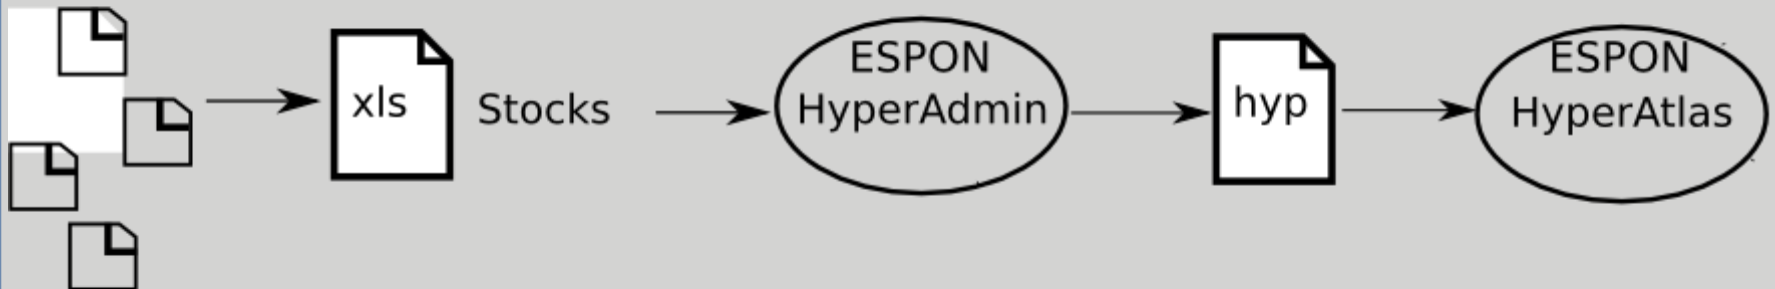 xls
Stocks
ESPON
HyperAdmin
hyp
ESPON
HyperAtlas